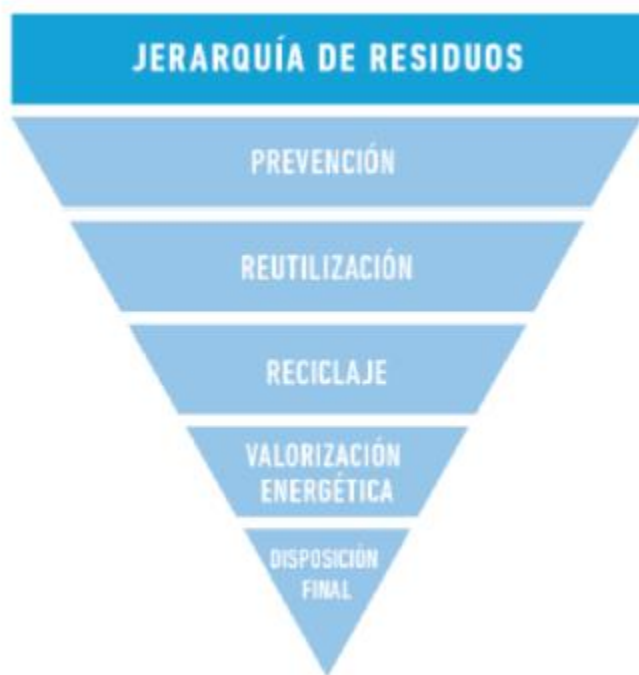 JERARQUÍA DE RESIDUOS
PREVENCIÓN
REUTILIZACIÓN
RECICLAJE
VALORIZACIÓN
ENERGÉTICA
DISPOSICIÓN
FINAL